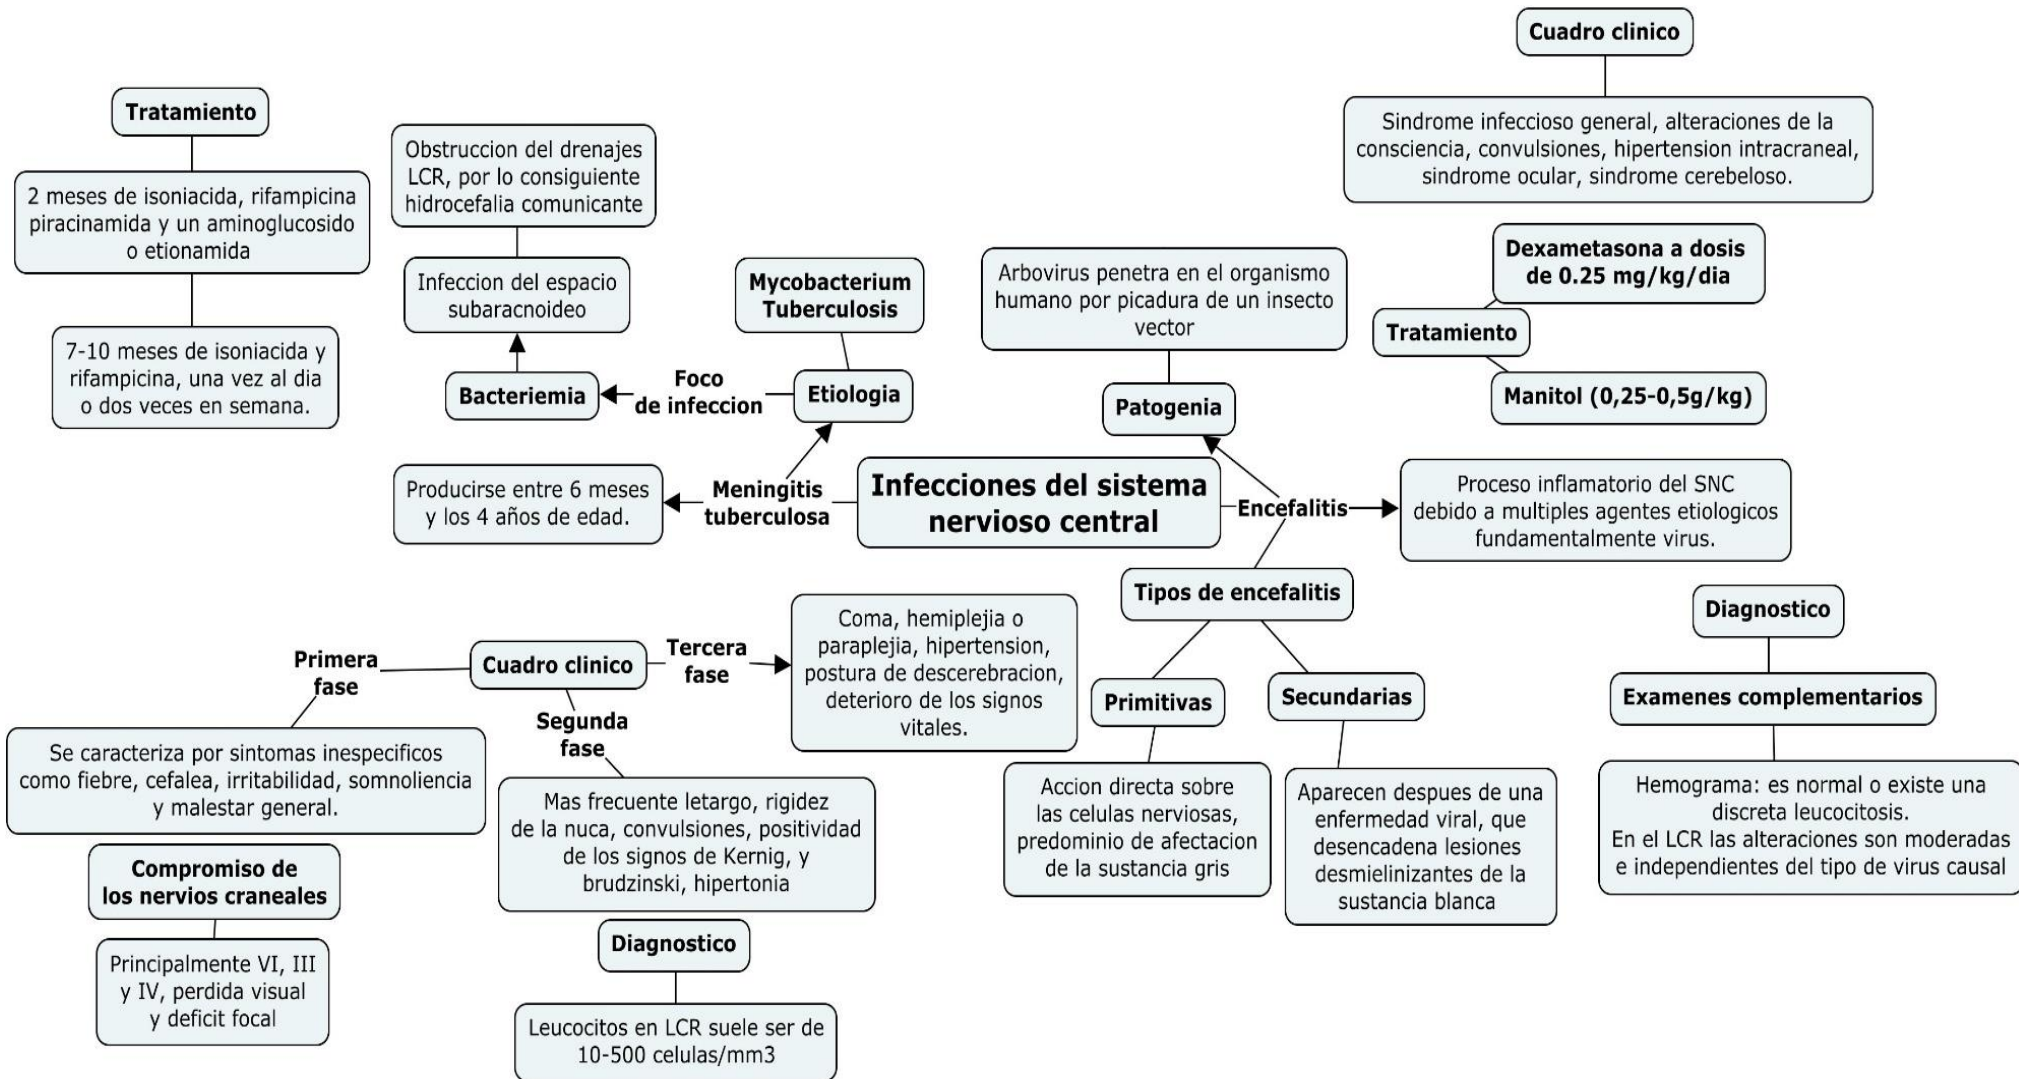 Cuadro clinico
Sindrome infeccioso general, alteraciones de la
consciencia, convulsiones, hipertension intracraneal,
sindrome ocular, sindrome cerebeloso.
Tratamiento
2 meses de isoniacida, rifampicina
piracinamida y un aminoglucosido
o etionamida
7-10 meses de isoniacida y
rifampicina, una vez al dia
o dos veces en semana.
Obstruccion del drenajes
LCR, por lo consiguiente
hidrocefalia comunicante
Infeccion del espacio
subaracnoideo
Bacteriemia
Foco
de infeccion
Mycobacterium
Tuberculosis
Etiologia
Arbovirus penetra en el organismo
humano por picadura de un insecto
vector
Patogenia
Dexametasona a dosis
de 0.25 mg/kg/dia
Tratamiento
Manitol (0,25-0,5g/kg)
Producirse entre 6 meses
y los 4 años de edad.
Meningitis
tuberculosa
Infecciones del sistema
nervioso central
Encefalitis
Proceso inflamatorio del SNC
debido a multiples agentes etiologicos
fundamentalmente virus.
Tipos de encefalitis
Primitivas
Accion directa sobre
las celulas nerviosas,
predominio de afectacion
de la sustancia gris
Secundarias
Aparecen despues de una
enfermedad viral, que
desencadena lesiones
desmielinizantes de la
sustancia blanca
Diagnostico
Examenes complementarios
Hemograma: es normal o existe una
discreta leucocitosis.
En el LCR las alteraciones son moderadas
e independientes del tipo de virus causal
Cuadro clinico
Primera
fase
Se caracteriza por sintomas inespecificos
como fiebre, cefalea, irritabilidad, somnoliencia
y malestar general.
Segunda
fase
Mas frecuente letargo, rigidez
de la nuca, convulsiones, positividad
de los signos de Kernig, y
brudzinski, hipertonia
Tercera
fase
Coma, hemiplejia o
paraplejia, hipertension,
postura de descerebracion,
deterioro de los signos
vitales.
Compromiso de
los nervios craneales
Principalmente VI, III
y IV, perdida visual
y deficit focal
Diagnostico
Leucocitos en LCR suele ser de
10-500 celulas/mm3